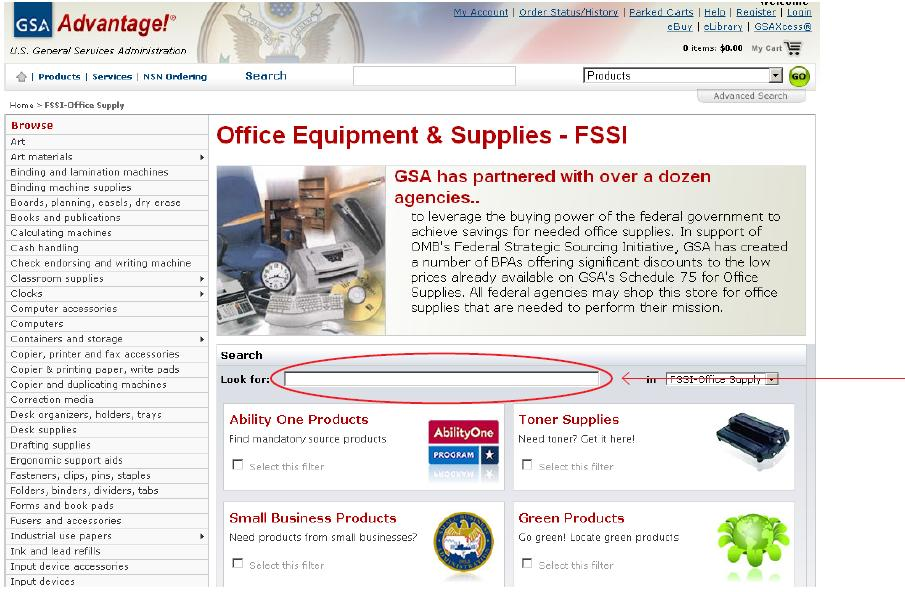 Welcome
GSA Advantage!®
U.S. General Services Administration
My Account | Order Status/History | Parked Carts | Help | Register | Login
eBuy | eLibrary | GSAXcess®
0 items: $0.00 My Cart
| Products | Services | NSN Ordering
Search
Products
GO
Advanced Search
Home > FSSI-Office Supply
Browse
Art
Art materials
Binding and lamination machines
Binding machine supplies
Boards, planning, easels, dry erase
Books and publications
Calculating machines
Cash handling
Check endorsing and writing machine
Classroom supplies
Clocks
Computer accessories
Computers
Containers and storage
Copier, printer and fax accessories
Copier & printing paper, write pads
Copier and duplicating machines
Correction media
Desk organizers, holders, trays
Desk supplies
Drafting supplies
Ergonomic support aids
Fasteners, clips, pins, staples
Folders, binders, dividers, tabs
Forms and book pads
Fusers and accessories
Industrial use papers
Ink and lead refills
Input device accessories
Input devices
Office Equipment & Supplies - FSSI
GSA has partnered with over a dozen
agencies..
to leverage the buying power of the federal government to
achieve savings for needed office supplies. In support of
OMB's Federal Strategic Sourcing Initiative, GSA has created
a number of BPAs offering significant discounts to the low
prices already available on GSA's Schedule 75 for Office
Supplies. All federal agencies may shop this store for office
supplies that are needed to perform their mission.
Search
Look for:
in FSSI-Office Supply
Ability One Products
Find mandatory source products
Select this filter
AbilityOne
PROGRAM
Toner Supplies
Need toner? Get it here!
Select this filter
Small Business Products
Need products from small businesses?
Select this filter
Green Products
Go green! Locate green products
Select this filter